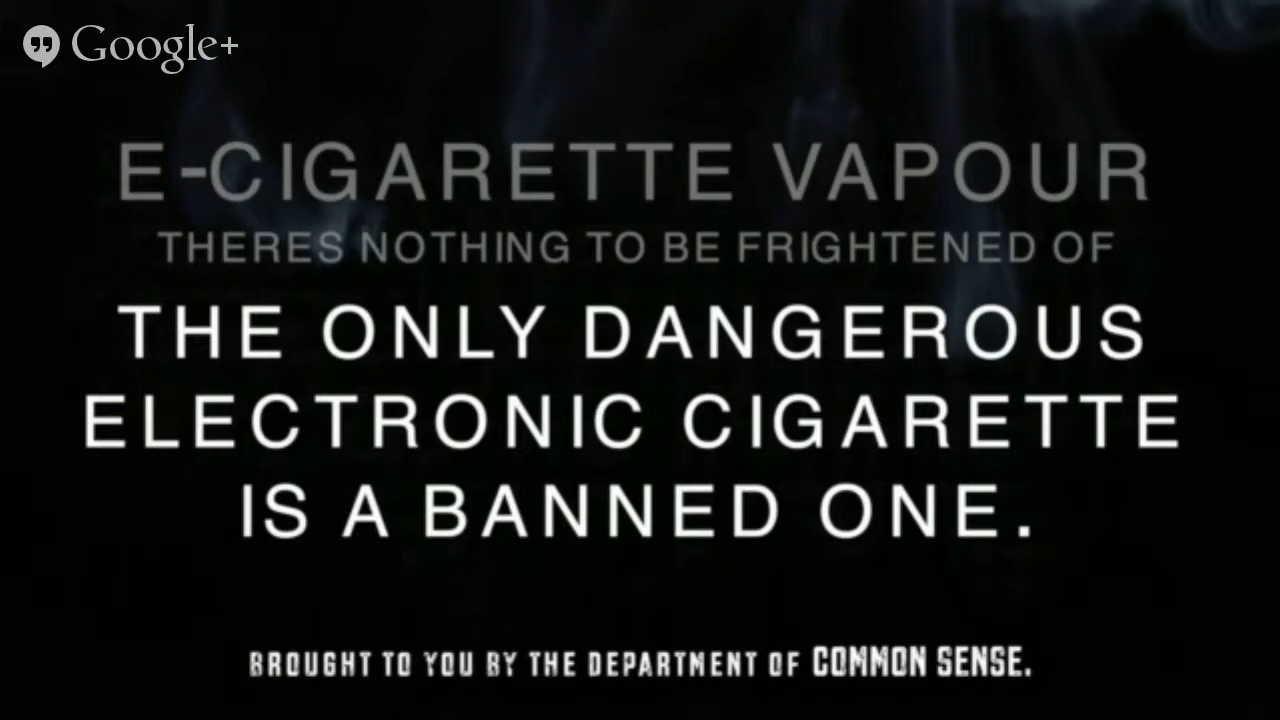 Google+
E-CIGARETTE VAPOUR
THERES NOTHING TO BE FRIGHTENED OF
THE ONLY DANGEROUS
ELECTRONIC CIGARETTE
IS A BANNED ONE.
BROUGHT TO YOU BY THE DEPARTMENT OF COMMON SENSE.